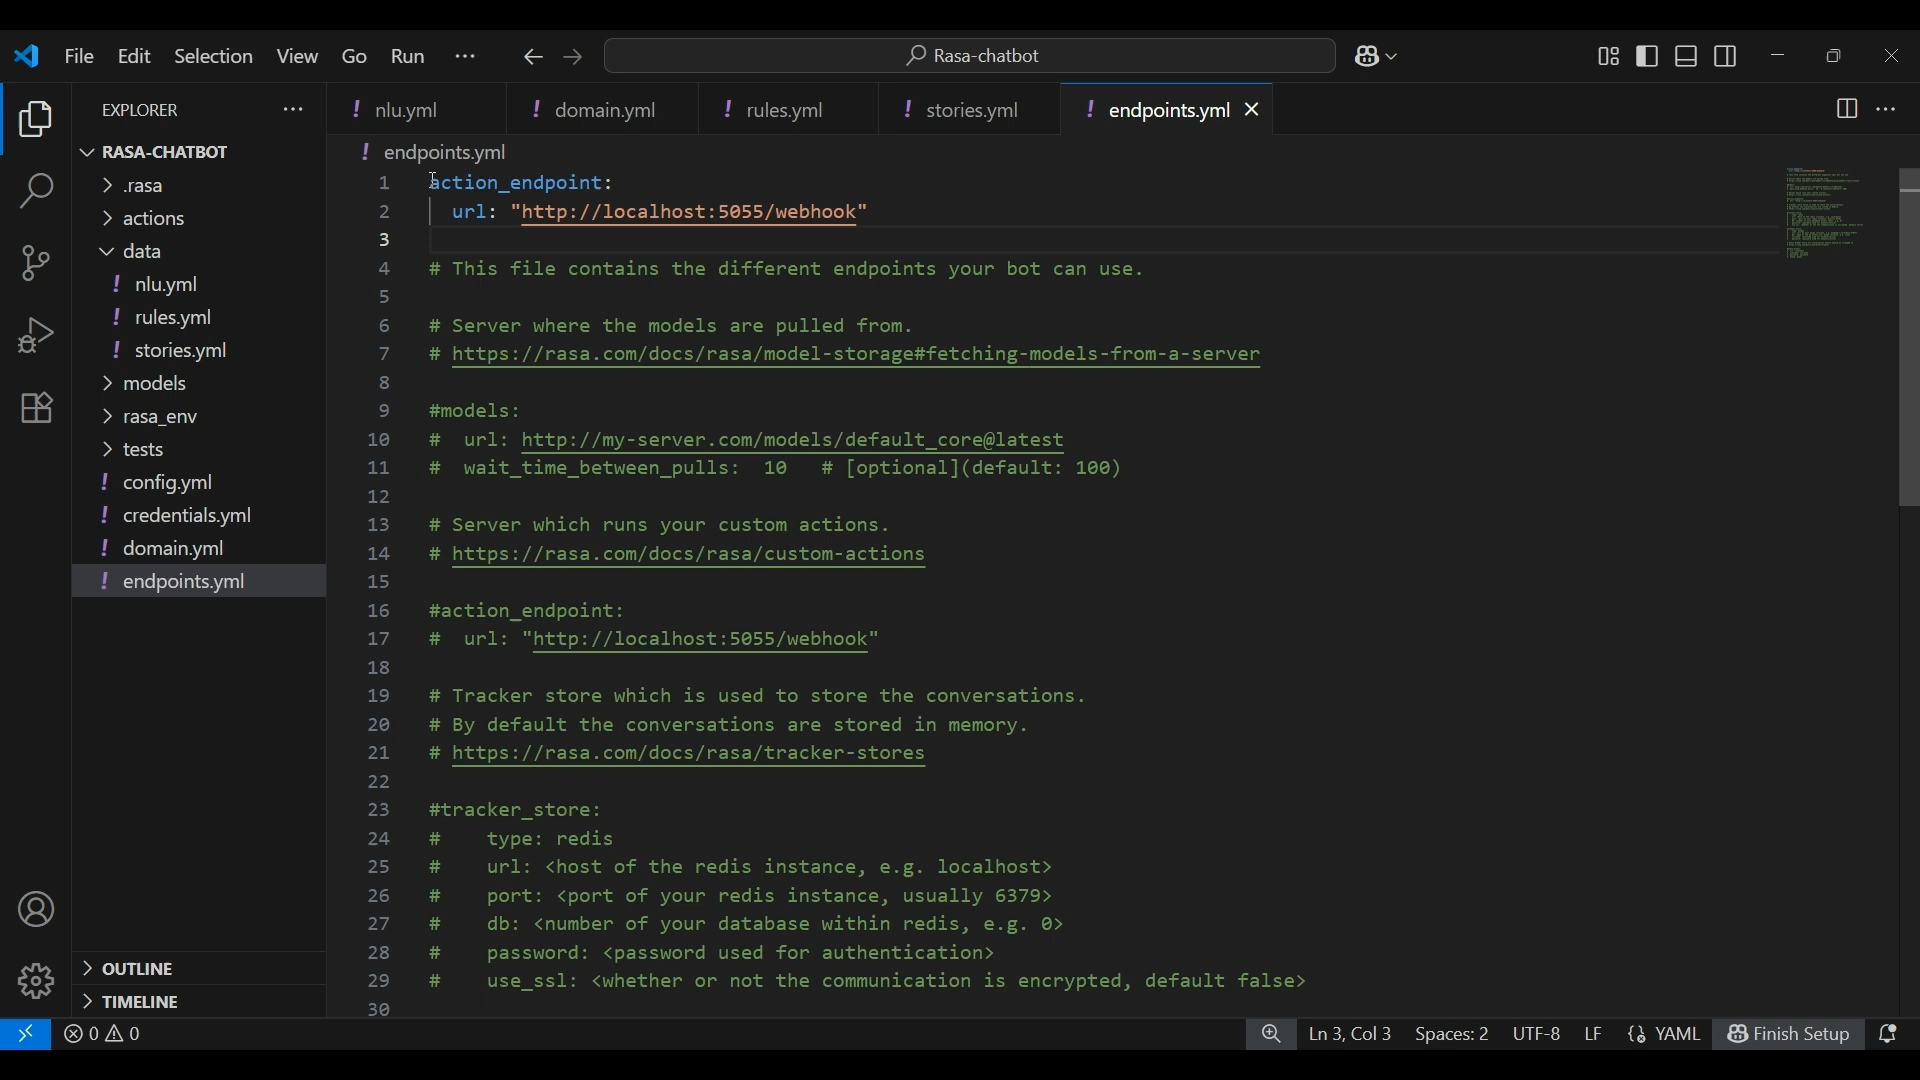 File Edit Selection View Go Run ··· Rasa-chatbot
EXPLORER ···
RASA-CHATBOT
.rasa
actions
data
! nlu.yml
! rules.yml
! stories.yml
models
rasa_env
tests
! config.yml
! credentials.yml
! domain.yml
! endpoints.yml
OUTLINE
TIMELINE
! nlu.yml ! domain.yml ! rules.yml ! stories.yml ! endpoints.yml
! endpoints.yml
1 action_endpoint:
2   url: "http://localhost:5055/webhook"
3
4 # This file contains the different endpoints your bot can use.
5
6 # Server where the models are pulled from.
7 # https://rasa.com/docs/rasa/model-storage#fetching-models-from-a-server
8
9 #models:
10 #  url: http://my-server.com/models/default_core@latest
11 #  wait_time_between_pulls:  10   # [optional](default: 100)
12
13 # Server which runs your custom actions.
14 # https://rasa.com/docs/rasa/custom-actions
15
16 #action_endpoint:
17 #  url: "http://localhost:5055/webhook"
18
19 # Tracker store which is used to store the conversations.
20 # By default the conversations are stored in memory.
21 # https://rasa.com/docs/rasa/tracker-stores
22
23 #tracker_store:
24 #    type: redis
25 #    url: <host of the redis instance, e.g. localhost>
26 #    port: <port of your redis instance, usually 6379>
27 #    db: <number of your database within redis, e.g. 0>
28 #    password: <password used for authentication>
29 #    use_ssl: <whether or not the communication is encrypted, default false>
30
0 0 Ln 3, Col 3 Spaces: 2 UTF-8 LF YAML Finish Setup